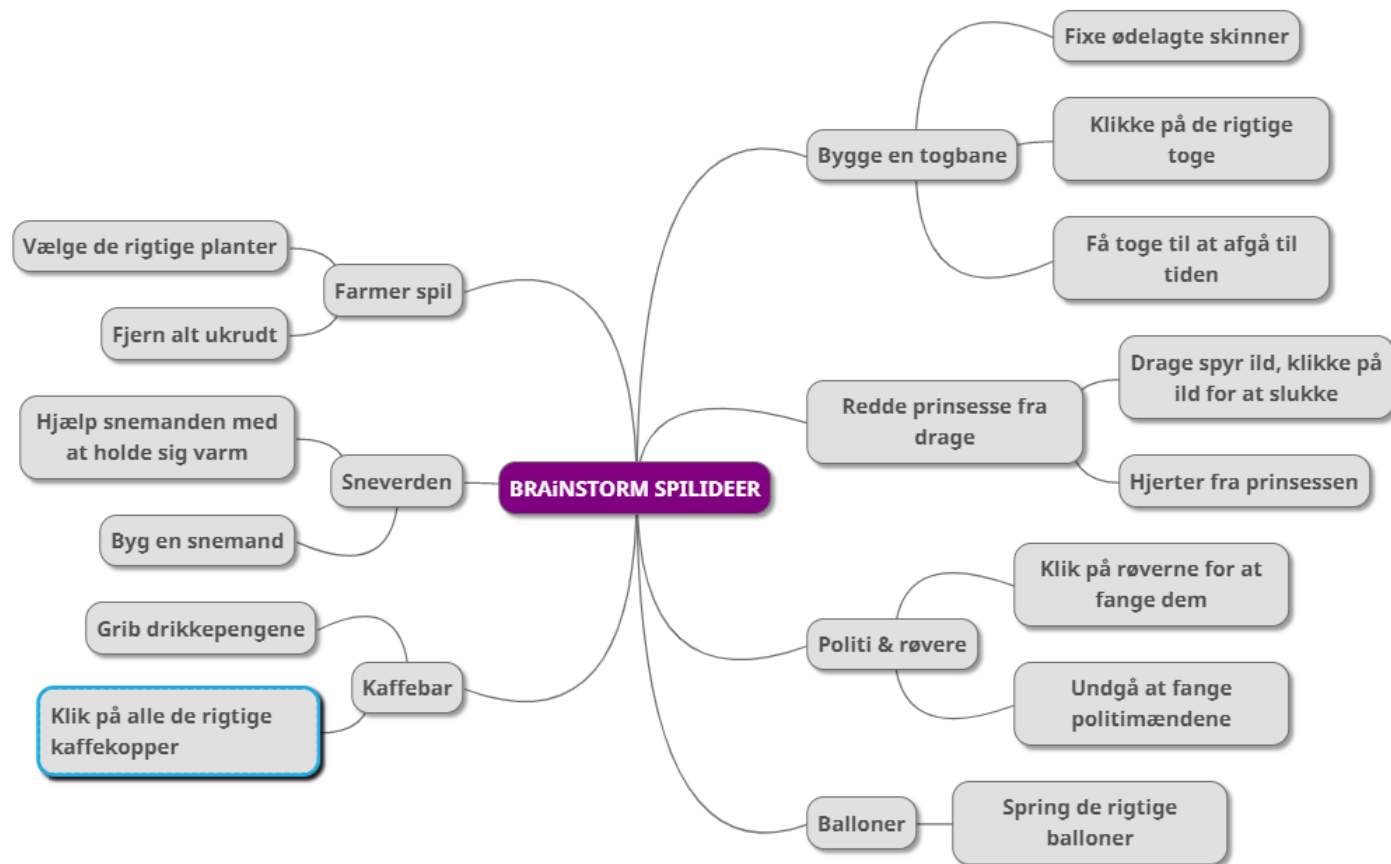 BRAiNSTORM SPILIDEER
Bygge en togbane
Fixe ødelagte skinner
Klikke på de rigtige
toge
Få toge til at afgå til
tiden
Redde prinsesse fra
drage
Drage spyr ild, klikke på
ild for at slukke
Hjerter fra prinsessen
Politi & røvere
Klik på røverne for at
fange dem
Undgå at fange
politimændene
Balloner
Spring de rigtige
balloner
Farmer spil
Vælge de rigtige planter
Fjern alt ukrudt
Sneverden
Hjælp snemanden med
at holde sig varm
Byg en snemand
Kaffebar
Grib drikkepengene
Klik på alle de rigtige
kaffekopper